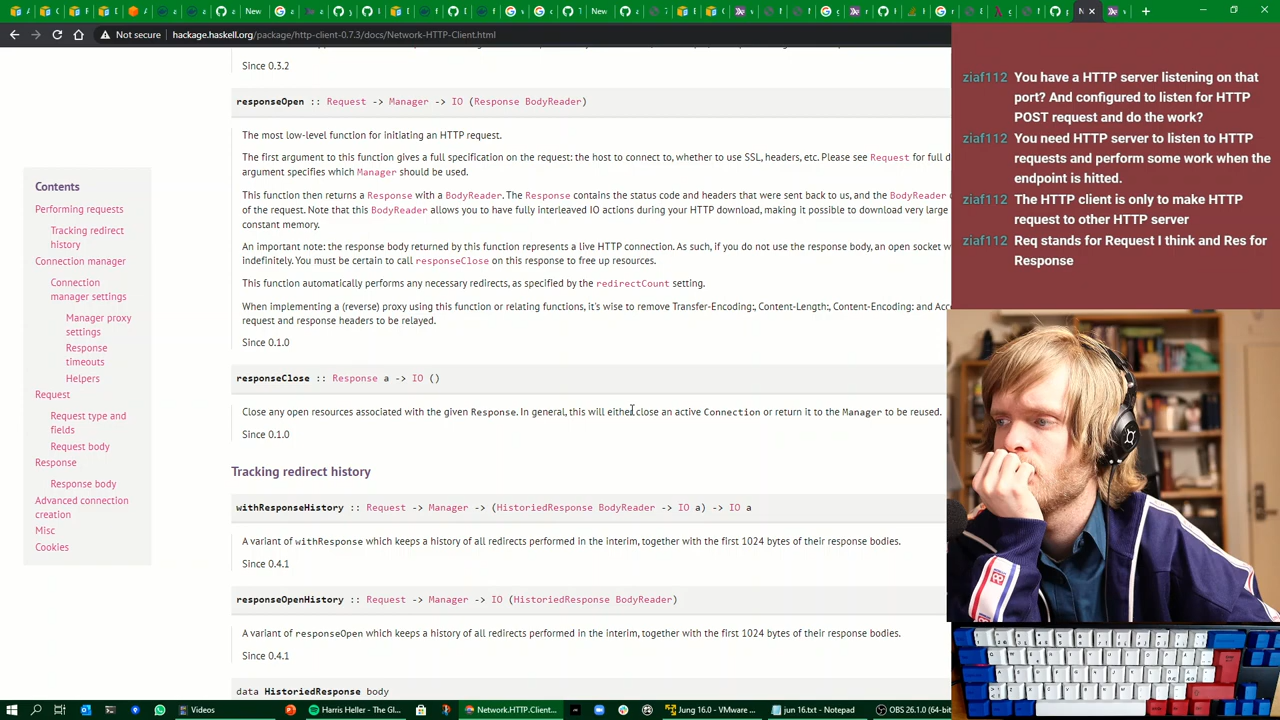 New
New
N
Not secure
hackage.haskell.org/package/http-client-0.7.3/docs/Network-HTTP-Client.html
Since 0.3.2
responseOpen :: Request -> Manager -> IO (Response BodyReader)
The most low-level function for initiating an HTTP request.
The first argument to this function gives a full specification on the request: the host to connect to, whether to use SSL, headers, etc. Please see Request for full d
argument specifies which Manager should be used.
This function then returns a Response with a BodyReader. The Response contains the status code and headers that were sent back to us, and the BodyReader
of the request. Note that this BodyReader allows you to have fully interleaved IO actions during your HTTP download, making it possible to download very large
constant memory.
An important note: the response body returned by this function represents a live HTTP connection. As such, if you do not use the response body, an open socket w
indefinitely. You must be certain to call responseClose on this response to free up resources.
This function automatically performs any necessary redirects, as specified by the redirectCount setting.
When implementing a (reverse) proxy using this function or relating functions, it's wise to remove Transfer-Encoding:, Content-Length:, Content-Encoding: and Acc
request and response headers to be relayed.
Since 0.1.0
responseClose :: Response a -> IO ()
Close any open resources associated with the given Response. In general, this will either close an active Connection or return it to the Manager to be reused.
Since 0.1.0
Tracking redirect history
withResponseHistory :: Request -> Manager -> (HistoriedResponse BodyReader -> IO a) -> IO a
A variant of withResponse which keeps a history of all redirects performed in the interim, together with the first 1024 bytes of their response bodies.
Since 0.4.1
responseOpenHistory :: Request -> Manager -> IO (HistoriedResponse BodyReader)
A variant of responseOpen which keeps a history of all redirects performed in the interim, together with the first 1024 bytes of their response bodies.
Since 0.4.1
data HistoriedResponse body
Contents
Performing requests
Tracking redirect
history
Connection manager
Connection
manager settings
Manager proxy
settings
Response
timeouts
Helpers
Request
Request type and
fields
Request body
Response
Response body
Advanced connection
creation
Misc
Cookies
ziaf112 You have a HTTP server listening on that
port? And configured to listen for HTTP
POST request and do the work?
ziaf112 You need HTTP server to listen to HTTP
requests and perform some work when the
endpoint is hitted.
ziaf112 The HTTP client is only to make HTTP
request to other HTTP server
ziaf112 Req stands for Request I think and Res for
Response
Videos
Harris Heller - The Gl...
Network.HTTP.Client...
Jung 16.0 - VMware ...
jun 16.txt - Notepad
OBS 26.1.0 (64-bit